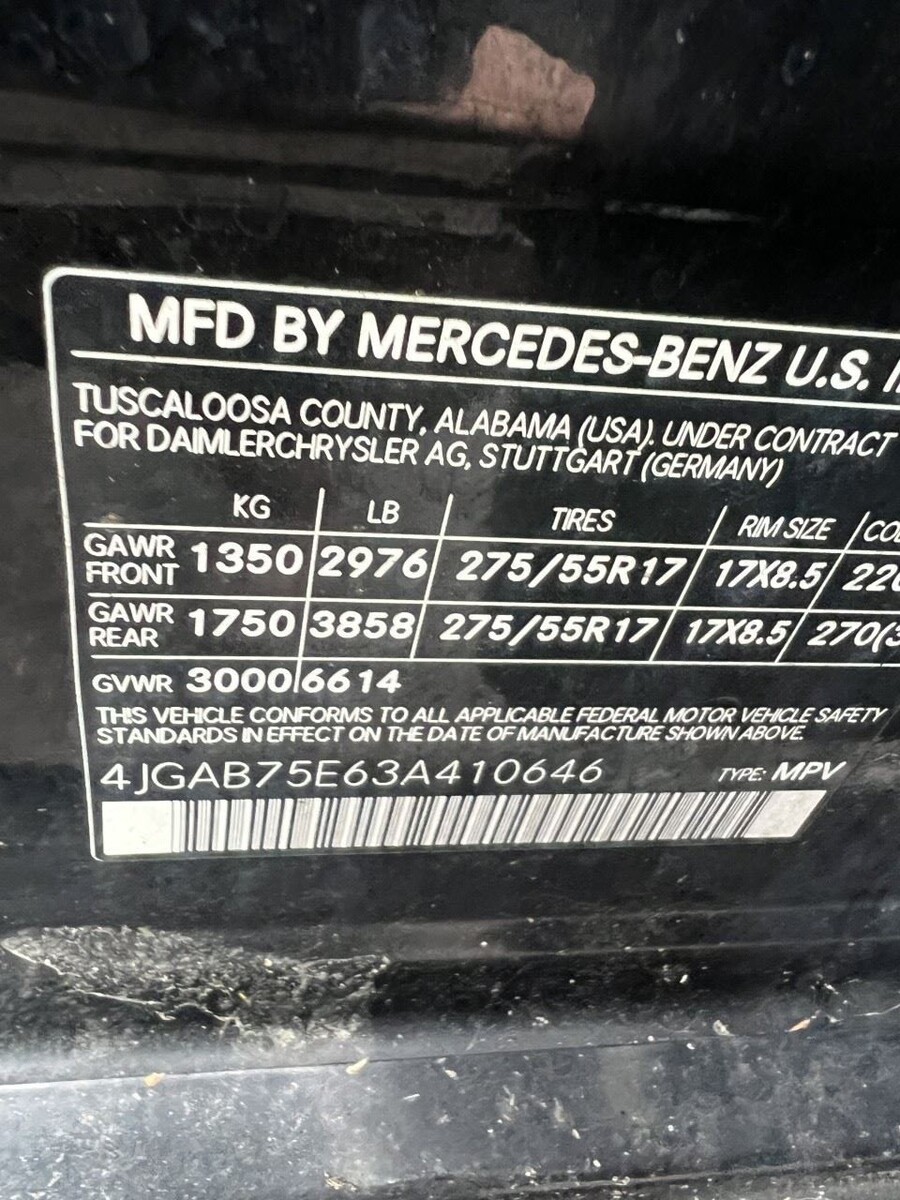 MFD BY MERCEDES-BENZ U.S.
TUSCALOOSA COUNTY, ALABAMA (USA). UNDER CONTRACT
FOR DAIMLERCHRYSLER AG, STUTTGART (GERMANY)
KG LB TIRES RIM SIZE
GAWR FRONT 1350 2976 275/55R17 17X8.5
GAWR REAR 1750 3858 275/55R17 17X8.5
GVWR 3000 6614
THIS VEHICLE CONFORMS TO ALL APPLICABLE FEDERAL MOTOR VEHICLE SAFETY
STANDARDS IN EFFECT ON THE DATE OF MANUFACTURE SHOWN ABOVE.
4JGAB75E63A410646 TYPE: MPV